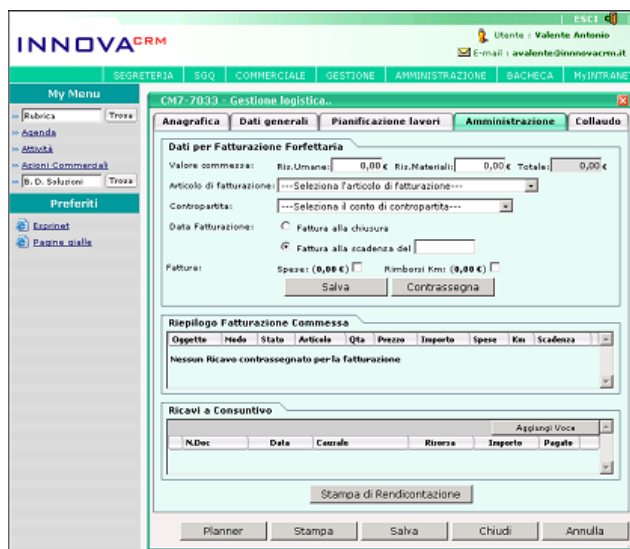 ESCI
INNOVACRM
Utente : Valente Antonio
E-mail : avalente@innnovacrm.it
SEGRETERIA SGQ COMMERCIALE GESTIONE AMMINISTRAZIONE BACHECA MyINTRANE
My Menu
Rubrica Trova
Agenda
Attività
Azioni Commerciali
B. D. Soluzioni Trova
Preferiti
Esprinet
Pagine gialle
CM7-7033 - Gestione logistica..
Anagrafica Dati generali Pianificazione lavori Amministrazione Collaudo
Dati per Fatturazione Forfettaria
Valore commessa: Ris.Umane: 0,00 € Ris.Materiali: 0,00 € Totale: 0,00 €
Articolo di fatturazione: ---Seleziona l'articolo di fatturazione---
Contropartita: ---Seleziona il conto di contropartita---
Data Fatturazione: Fattura alla chiusura
Fattura alla scadenza del
Fattura: Spese: (0,00 €) Rimborsi Km: (0,00 €)
Salva Contrassegna
Riepilogo Fatturazione Commessa
Oggetto Modo Stato Articolo Qta Prezzo Importo Spese Km Scadenza
Nessun Ricavo contrassegnato per la fatturazione
Ricavi a Consuntivo
Aggiungi Voce
N.Doc Data Causale Risorsa Importo Pagato
Stampa di Rendicontazione
Planner Stampa Salva Chiudi Annulla